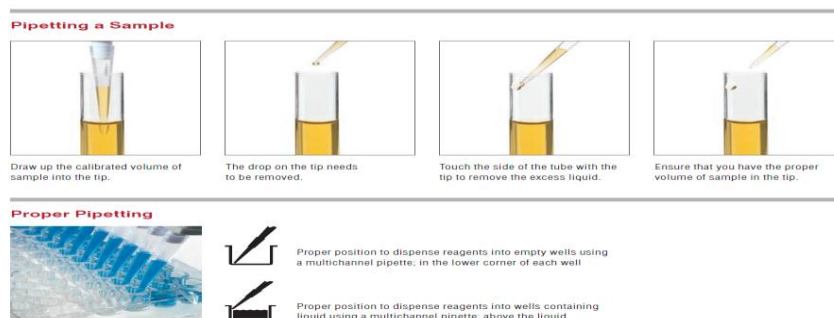 Pipetting a Sample
Draw up the calibrated volume of
sample into the tip.
The drop on the tip needs
to be removed.
Touch the side of the tube with the
tip to remove the excess liquid.
Ensure that you have the proper
volume of sample in the tip.
Proper Pipetting
Proper position to dispense reagents into empty wells using
a multichannel pipette; in the lower corner of each well
Proper position to dispense reagents into wells containing
liquid using a multichannel pipette; above the liquid